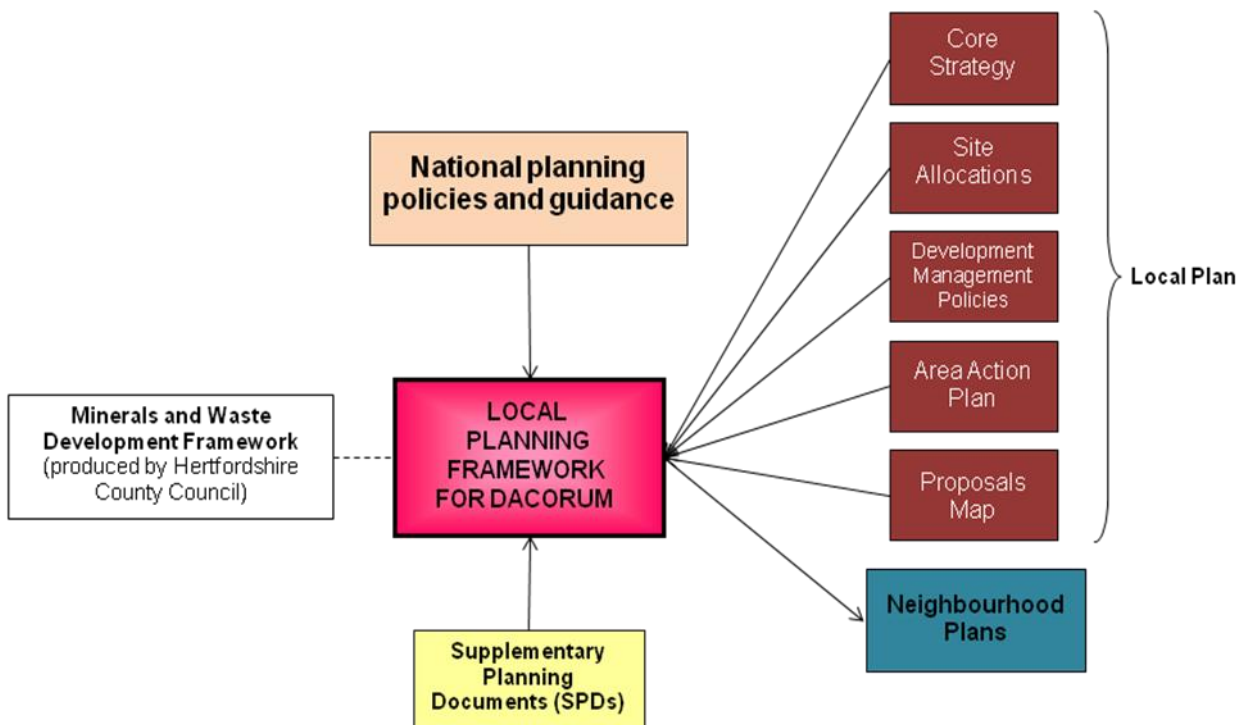 Core
Strategy
National planning
policies and guidance
Site
Allocations
Development
Management
Policies
Local Plan
Area Action
Plan
Minerals and Waste
Development Framework
(produced by Hertfordshire
County Council)
LOCAL
PLANNING
FRAMEWORK
FOR DACORUM
Proposals
Map
Neighbourhood
Plans
Supplementary
Planning
Documents (SPDs)